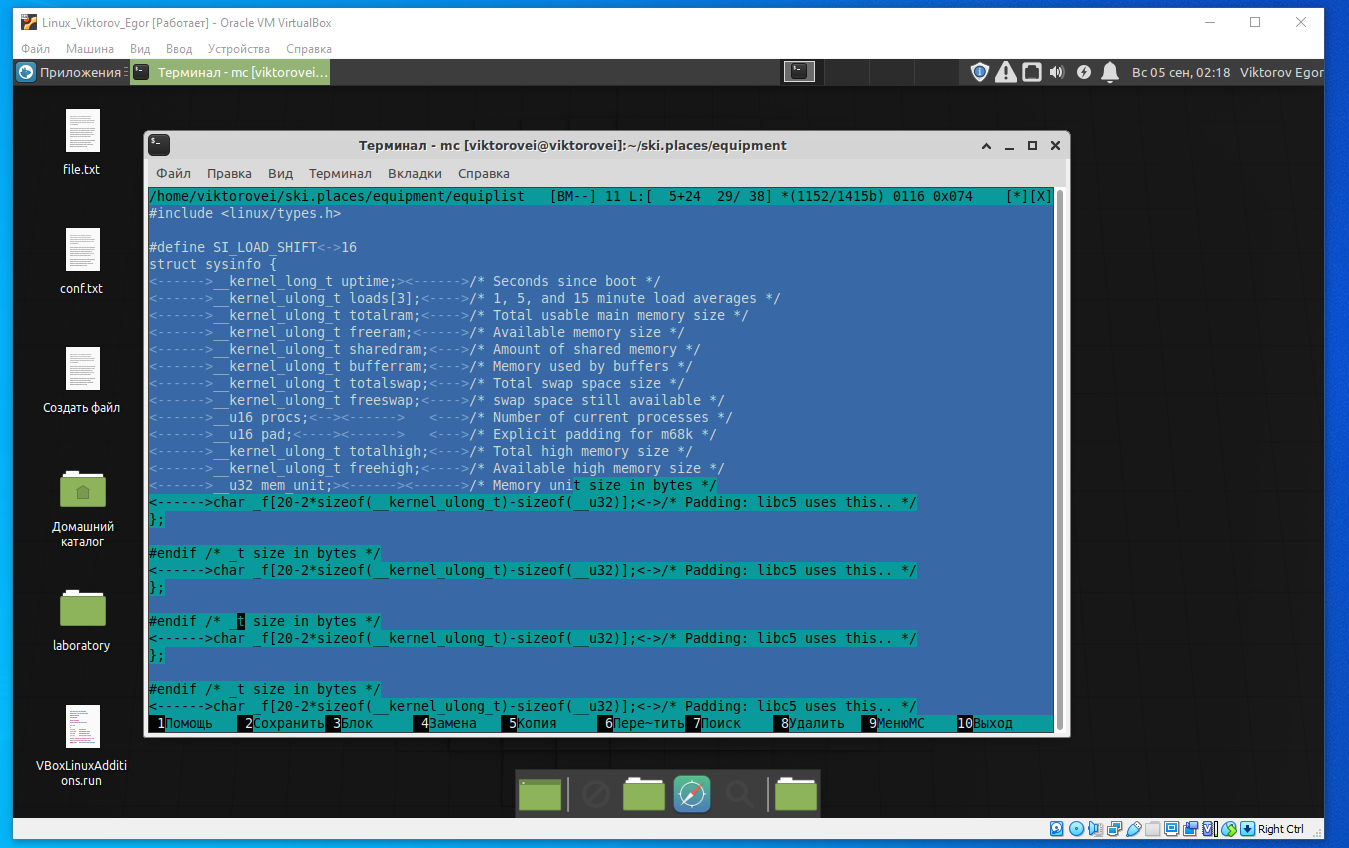 Linux_Viktorov_Egor [Работает] - Oracle VM VirtualBox
Файл Машина Вид Ввод Устройства Справка
Приложения Терминал - mc [viktorovei... Вс 05 сен, 02:18 Viktorov Egor
file.txt
conf.txt
Создать файл
Домашний
каталог
laboratory
VBoxLinuxAdditi
ons.run
Терминал - mc [viktorovei@viktorovei]:~/ski.places/equipment
Файл Правка Вид Терминал Вкладки Справка
/home/viktorovei/ski.places/equipment/equiplist [BM--] 11 L:[ 5+24 29/ 38] *(1152/1415b) 0116 0x074 [*][X]
#include <linux/types.h>
#define SI_LOAD_SHIFT<->16
struct sysinfo {
<------>__kernel_long_t uptime;><------>/* Seconds since boot */
<------>__kernel_ulong_t loads[3];<---->/* 1, 5, and 15 minute load averages */
<------>__kernel_ulong_t totalram;<---->/* Total usable main memory size */
<------>__kernel_ulong_t freeram;<----->/* Available memory size */
<------>__kernel_ulong_t sharedram;<--->/* Amount of shared memory */
<------>__kernel_ulong_t bufferram;<--->/* Memory used by buffers */
<------>__kernel_ulong_t totalswap;<--->/* Total swap space size */
<------>__kernel_ulong_t freeswap;<---->/* swap space still available */
<------>__u16 procs;<--><------>   <--->/* Number of current processes */
<------>__u16 pad;<----><------>   <--->/* Explicit padding for m68k */
<------>__kernel_ulong_t totalhigh;<--->/* Total high memory size */
<------>__kernel_ulong_t freehigh;<---->/* Available high memory size */
<------>__u32 mem_unit;><------><------>/* Memory unit size in bytes */
<------>char _f[20-2*sizeof(__kernel_ulong_t)-sizeof(__u32)];<->/* Padding: libc5 uses this.. */
};
#endif /* _t size in bytes */
<------>char _f[20-2*sizeof(__kernel_ulong_t)-sizeof(__u32)];<->/* Padding: libc5 uses this.. */
};
#endif /* _t size in bytes */
<------>char _f[20-2*sizeof(__kernel_ulong_t)-sizeof(__u32)];<->/* Padding: libc5 uses this.. */
};
#endif /* _t size in bytes */
<------>char _f[20-2*sizeof(__kernel_ulong_t)-sizeof(__u32)];<->/* Padding: libc5 uses this.. */
1Помощь 2Сохранить 3Блок 4Замена 5Копия 6Пере~тить 7Поиск 8Удалить 9МенюМС 10Выход
Right Ctrl